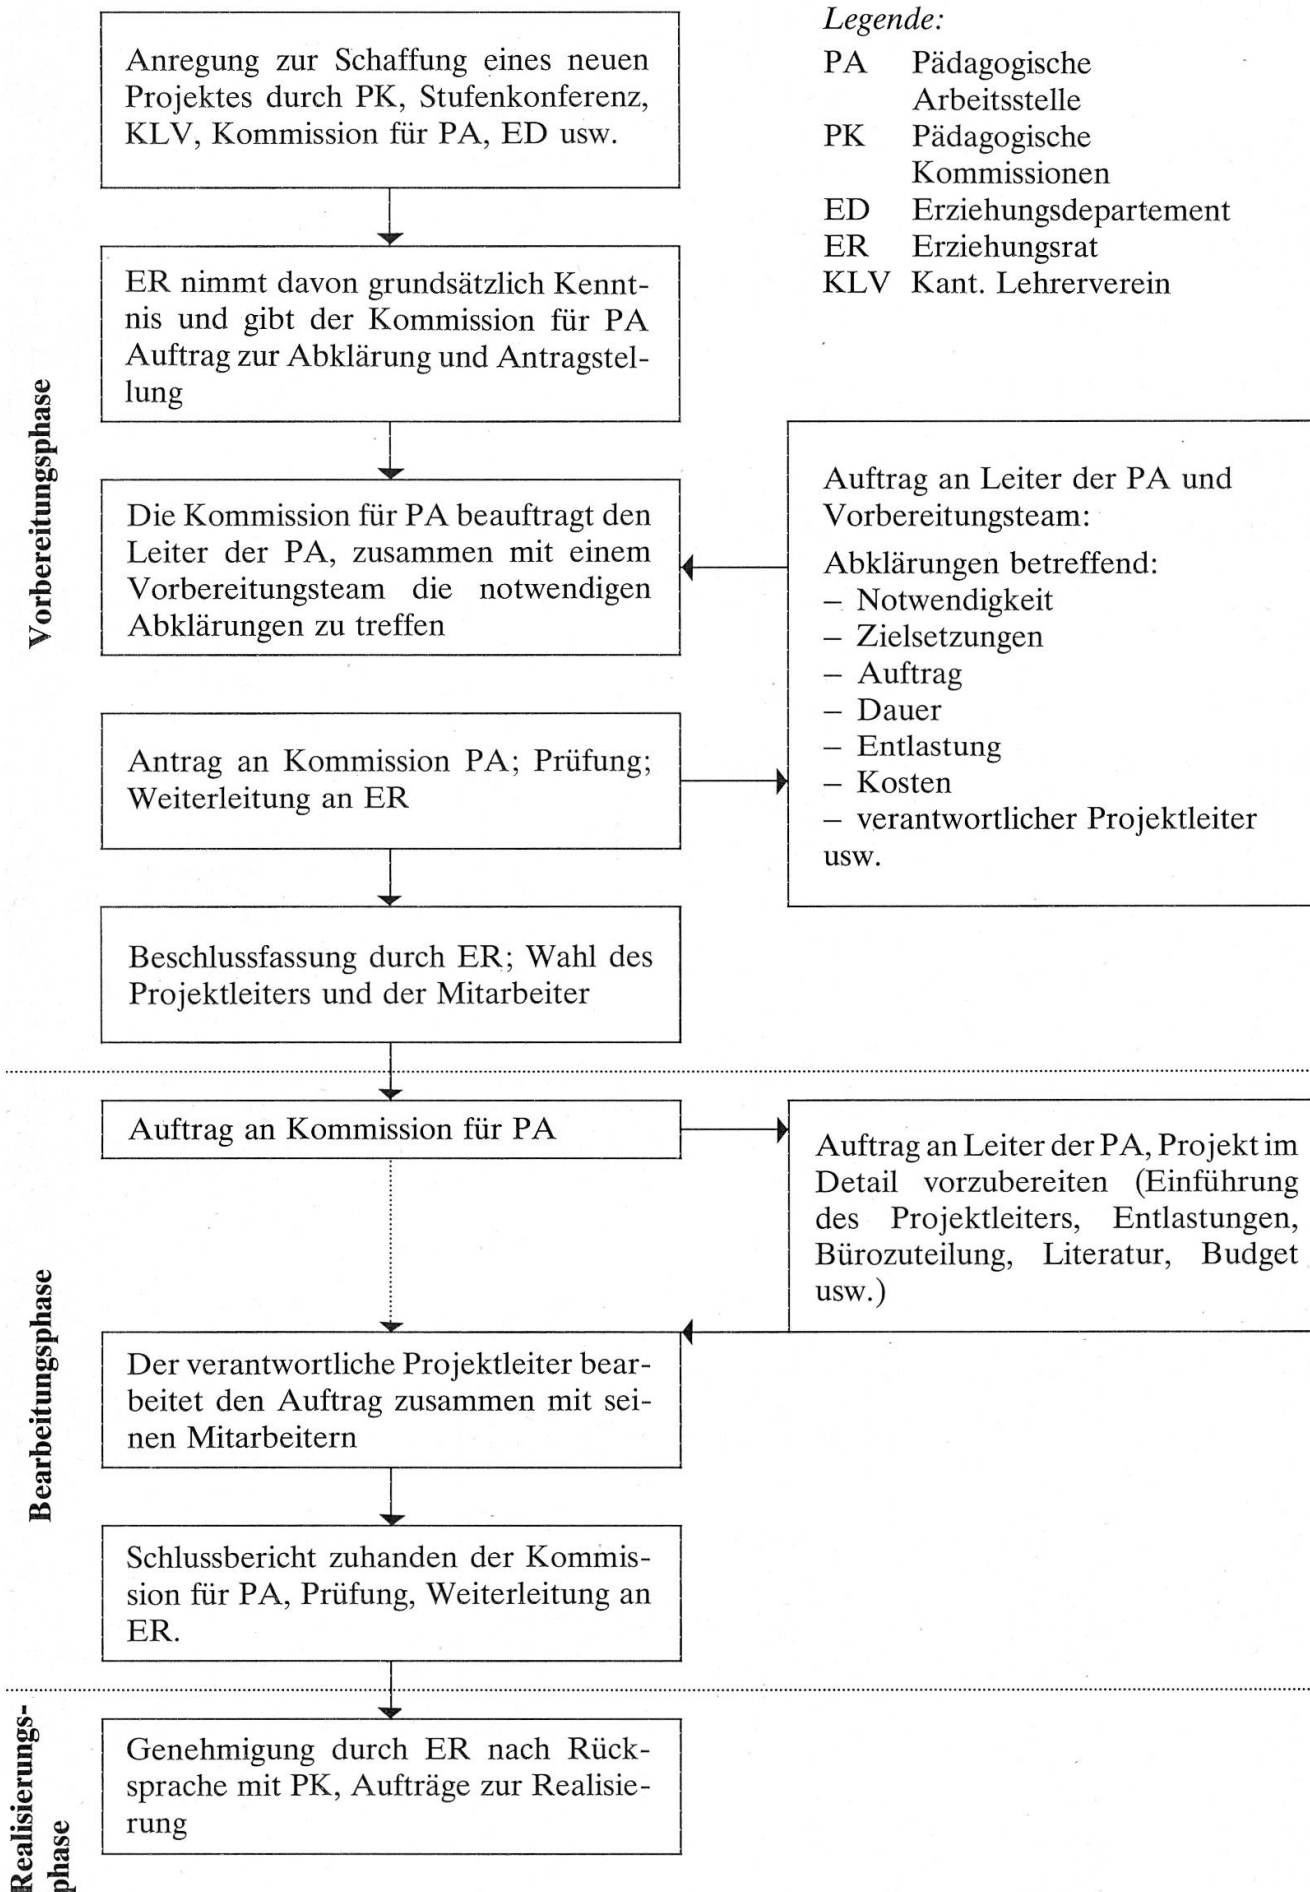 Legende:
PA Pädagogische
Arbeitsstelle
PK Pädagogische
Kommissionen
ED Erziehungsdepartement
ER Erziehungsrat
KLV Kant. Lehrerverein
Vorbereitungsphase
Anregung zur Schaffung eines neuen
Projektes durch PK, Stufenkonferenz,
KLV, Kommission für PA, ED usw.
ER nimmt davon grundsätzlich Kennt-
nis und gibt der Kommission für PA
Auftrag zur Abklärung und Antragstel-
lung
Die Kommission für PA beauftragt den
Leiter der PA, zusammen mit einem
Vorbereitungsteam die notwendigen
Abklärungen zu treffen
Auftrag an Leiter der PA und
Vorbereitungsteam:
Abklärungen betreffend:
– Notwendigkeit
– Zielsetzungen
– Auftrag
– Dauer
– Entlastung
– Kosten
– verantwortlicher Projektleiter
usw.
Antrag an Kommission PA; Prüfung;
Weiterleitung an ER
Beschlussfassung durch ER; Wahl des
Projektleiters und der Mitarbeiter
Bearbeitungsphase
Auftrag an Kommission für PA
Auftrag an Leiter der PA, Projekt im
Detail vorzubereiten (Einführung
des Projektleiters, Entlastungen,
Bürozuteilung, Literatur, Budget
usw.)
Der verantwortliche Projektleiter bear-
beitet den Auftrag zusammen mit sei-
nen Mitarbeitern
Schlussbericht zuhanden der Kommis-
sion für PA, Prüfung, Weiterleitung an
ER.
Realisierungs-
phase
Genehmigung durch ER nach Rück-
sprache mit PK, Aufträge zur Realisie-
rung